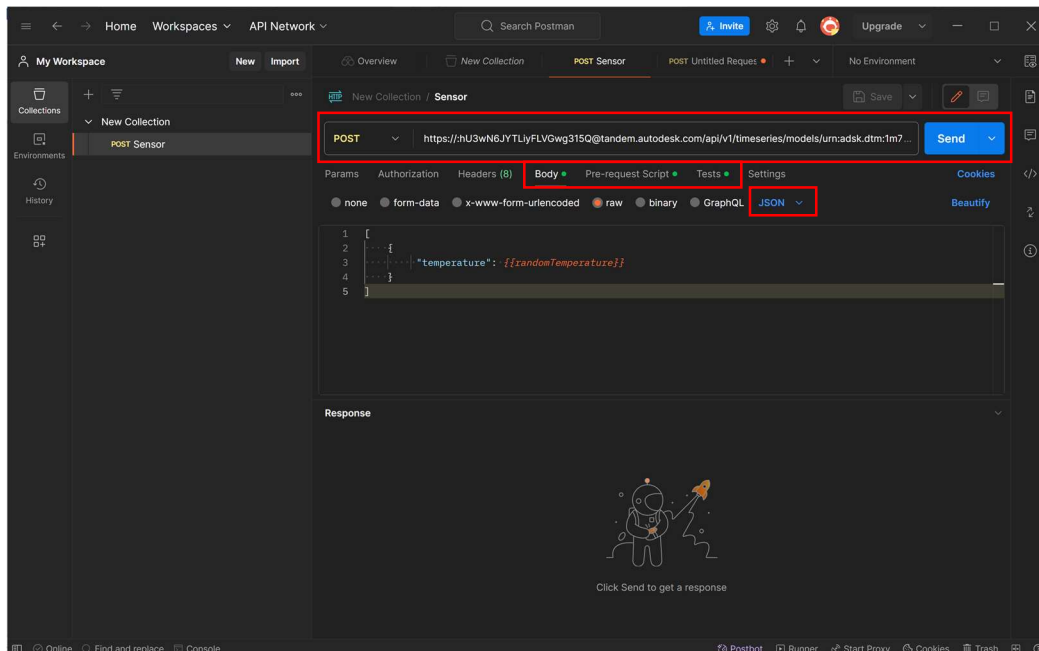 Home Workspaces API Network Search Postman Invite Upgrade
My Workspace New Import Overview New Collection POST Sensor POST Untitled Reques No Environment
Collections
New Collection / Sensor Save
New Collection
POST Sensor
POST https://:hU3wN6JYTLiyFLVGwg315Q@tandem.autodesk.com/api/v1/timeseries/models/urn:adsk.dtm:1m7... Send
Environments
Params Authorization Headers (8) Body Pre-request Script Tests Settings Cookies
History
none form-data x-www-form-urlencoded raw binary GraphQL JSON Beautify
1 [
2 {
3 "temperature": {{randomTemperature}}
4 }
5 ]
Response
Click Send to get a response
Online Find and replace Console Postbot Runner Start Proxy Cookies Trash